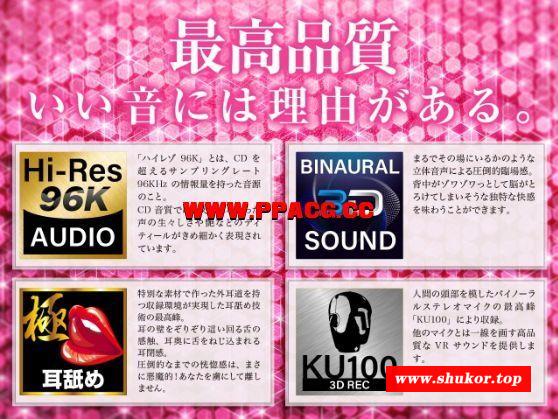 最高品質
いい音には理由がある。
Hi-Res
96K
AUDIO
「ハイレゾ 96K」とは、CD を
超えるサンプリングレート
96KHz の情報量を持った音源
のこと。
CD 音質で
声の生々しさや艶などのディ
ティールがきめ細かく表現され
ています。
BINAURAL
3D
SOUND
まるでその場にいるかのような
立体音声による圧倒的臨場感。
背中がゾワゾワっとして脳がと
ろけてしまいそうな独特な快感
を味わうことができます。
WWW.PPACG.CC
極
耳舐め
特別な素材で作った外耳道を持
つ収録環境が実現した耳舐め技
術の最高峰。
耳の壁をぞりぞり這い回る舌の
感触、耳奥に舌をねじ込まれる
耳閉感。
圧倒的なまでの恍惚感は、まさ
に悪魔的!あなたを虜にして離し
ません。
KU100
3D REC
人間の頭部を模したバイノーラ
ルステレオマイクの最高峰
「KU100」により収録。
他のマイクとは一線を画す高品
質な VR サウンドを提供しま
す。
www.shukor.top